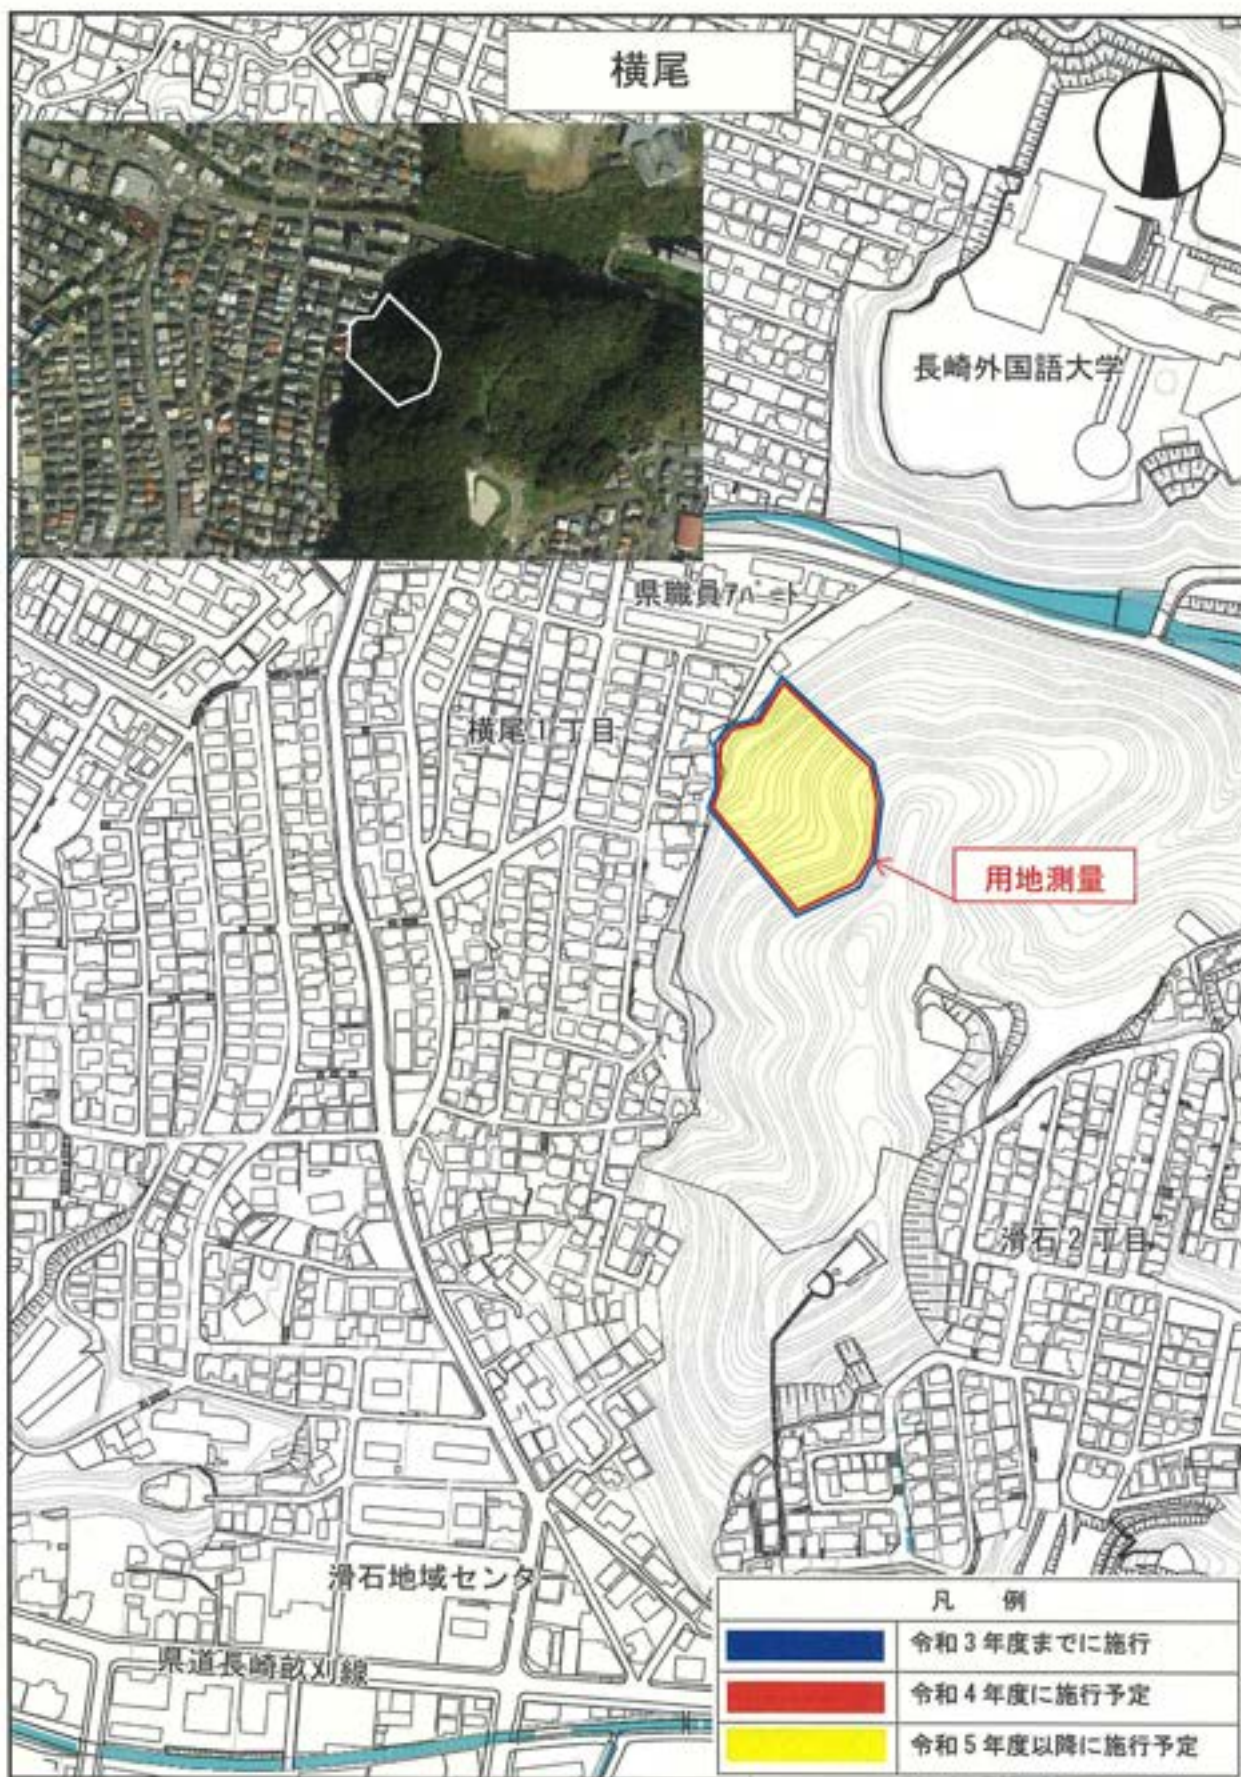 横尾
長崎外国語大学
県職員ｱﾊﾟｰﾄ
横尾1丁目
用地測量
滑石2丁目
滑石地域センター
県道長崎畝刈線
凡 例
令和3年度までに施行
令和4年度に施行予定
令和5年度以降に施行予定